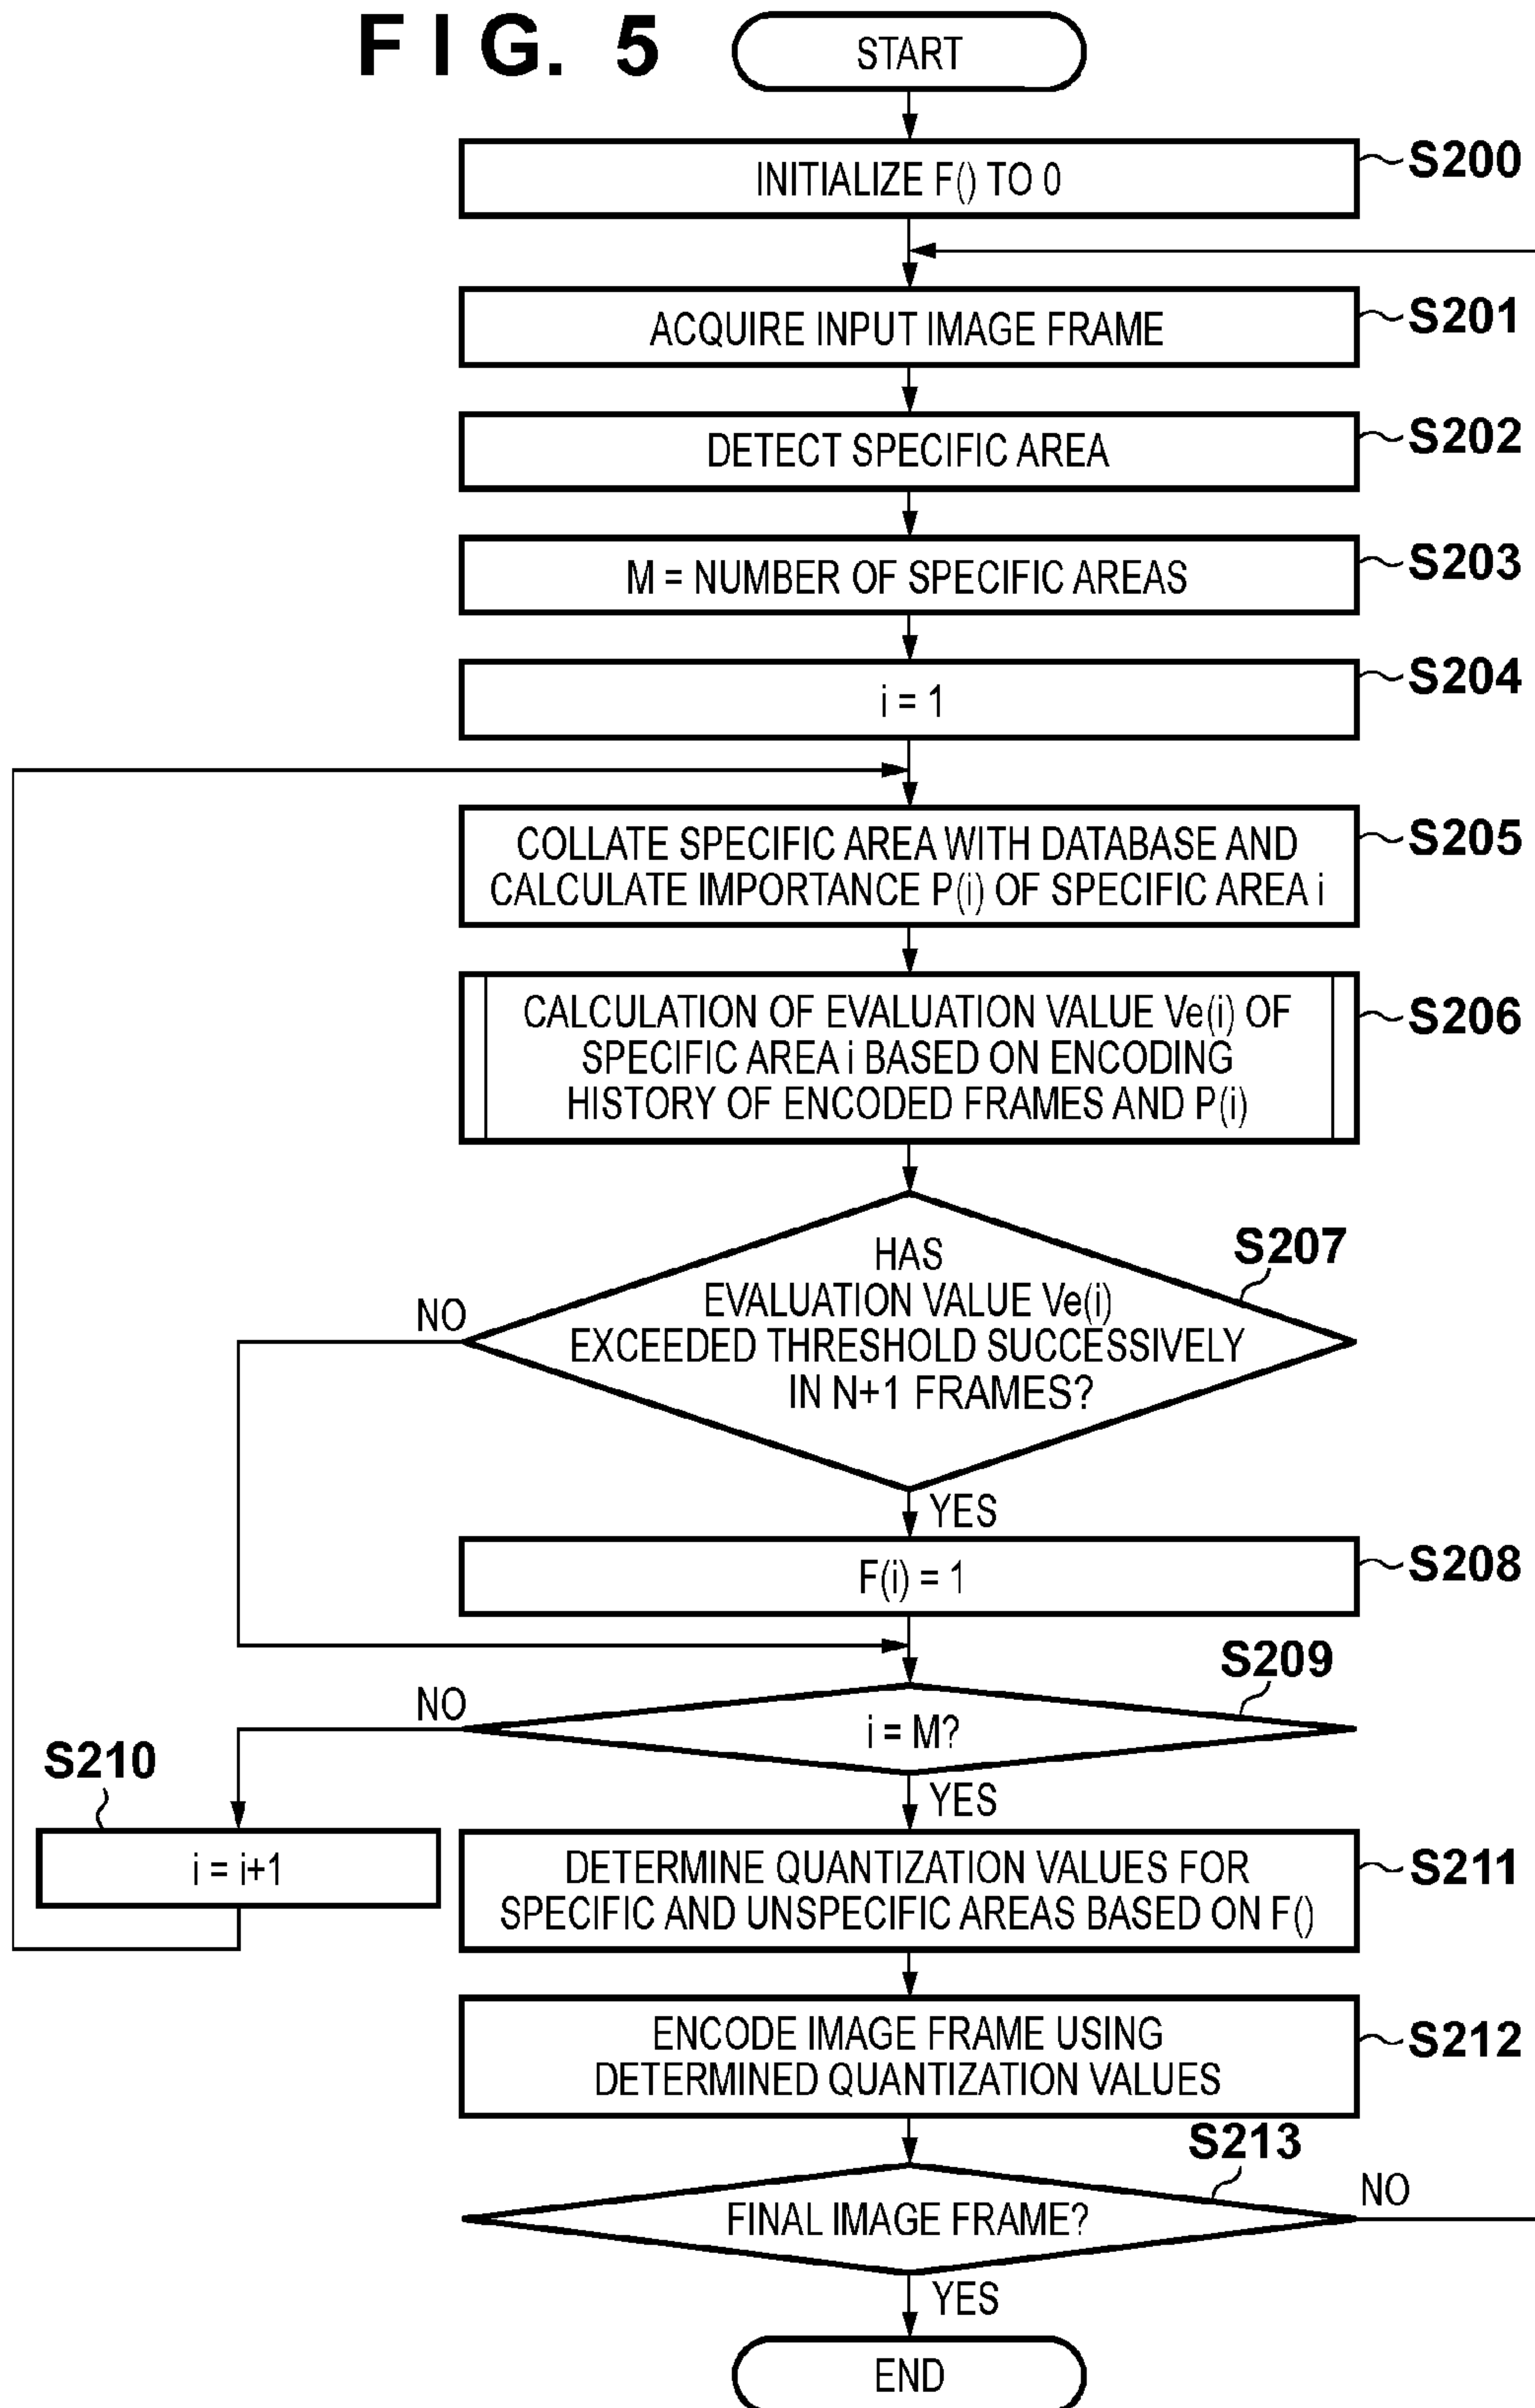 FIG. 5
START
INITIALIZE F() TO 0
S200
ACQUIRE INPUT IMAGE FRAME
S201
DETECT SPECIFIC AREA
S202
M = NUMBER OF SPECIFIC AREAS
S203
i = 1
S204
COLLATE SPECIFIC AREA WITH DATABASE AND
CALCULATE IMPORTANCE P(i) OF SPECIFIC AREA i
S205
CALCULATION OF EVALUATION VALUE Ve(i) OF
SPECIFIC AREA i BASED ON ENCODING
HISTORY OF ENCODED FRAMES AND P(i)
S206
HAS
EVALUATION VALUE Ve(i)
EXCEEDED THRESHOLD SUCCESSIVELY
IN N+1 FRAMES?
S207
NO
YES
F(i) = 1
S208
S209
NO
i = M?
YES
S210
i = i+1
DETERMINE QUANTIZATION VALUES FOR
SPECIFIC AND UNSPECIFIC AREAS BASED ON F()
S211
ENCODE IMAGE FRAME USING
DETERMINED QUANTIZATION VALUES
S212
S213
FINAL IMAGE FRAME?
NO
YES
END